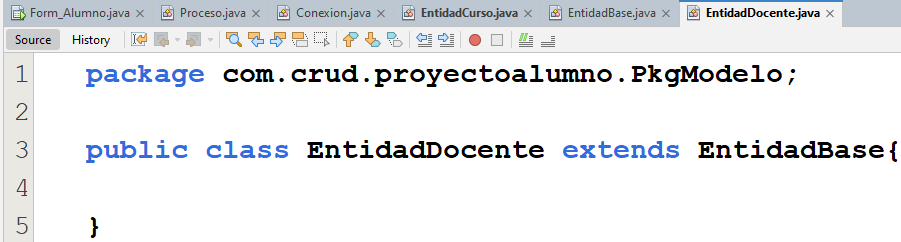 Form_Alumno.java Proceso.java Conexion.java EntidadCurso.java EntidadBase.java EntidadDocente.java
Source History
1 package com.crud.proyectoalumno.PkgModelo;
2
3 public class EntidadDocente extends EntidadBase{
4
5 }